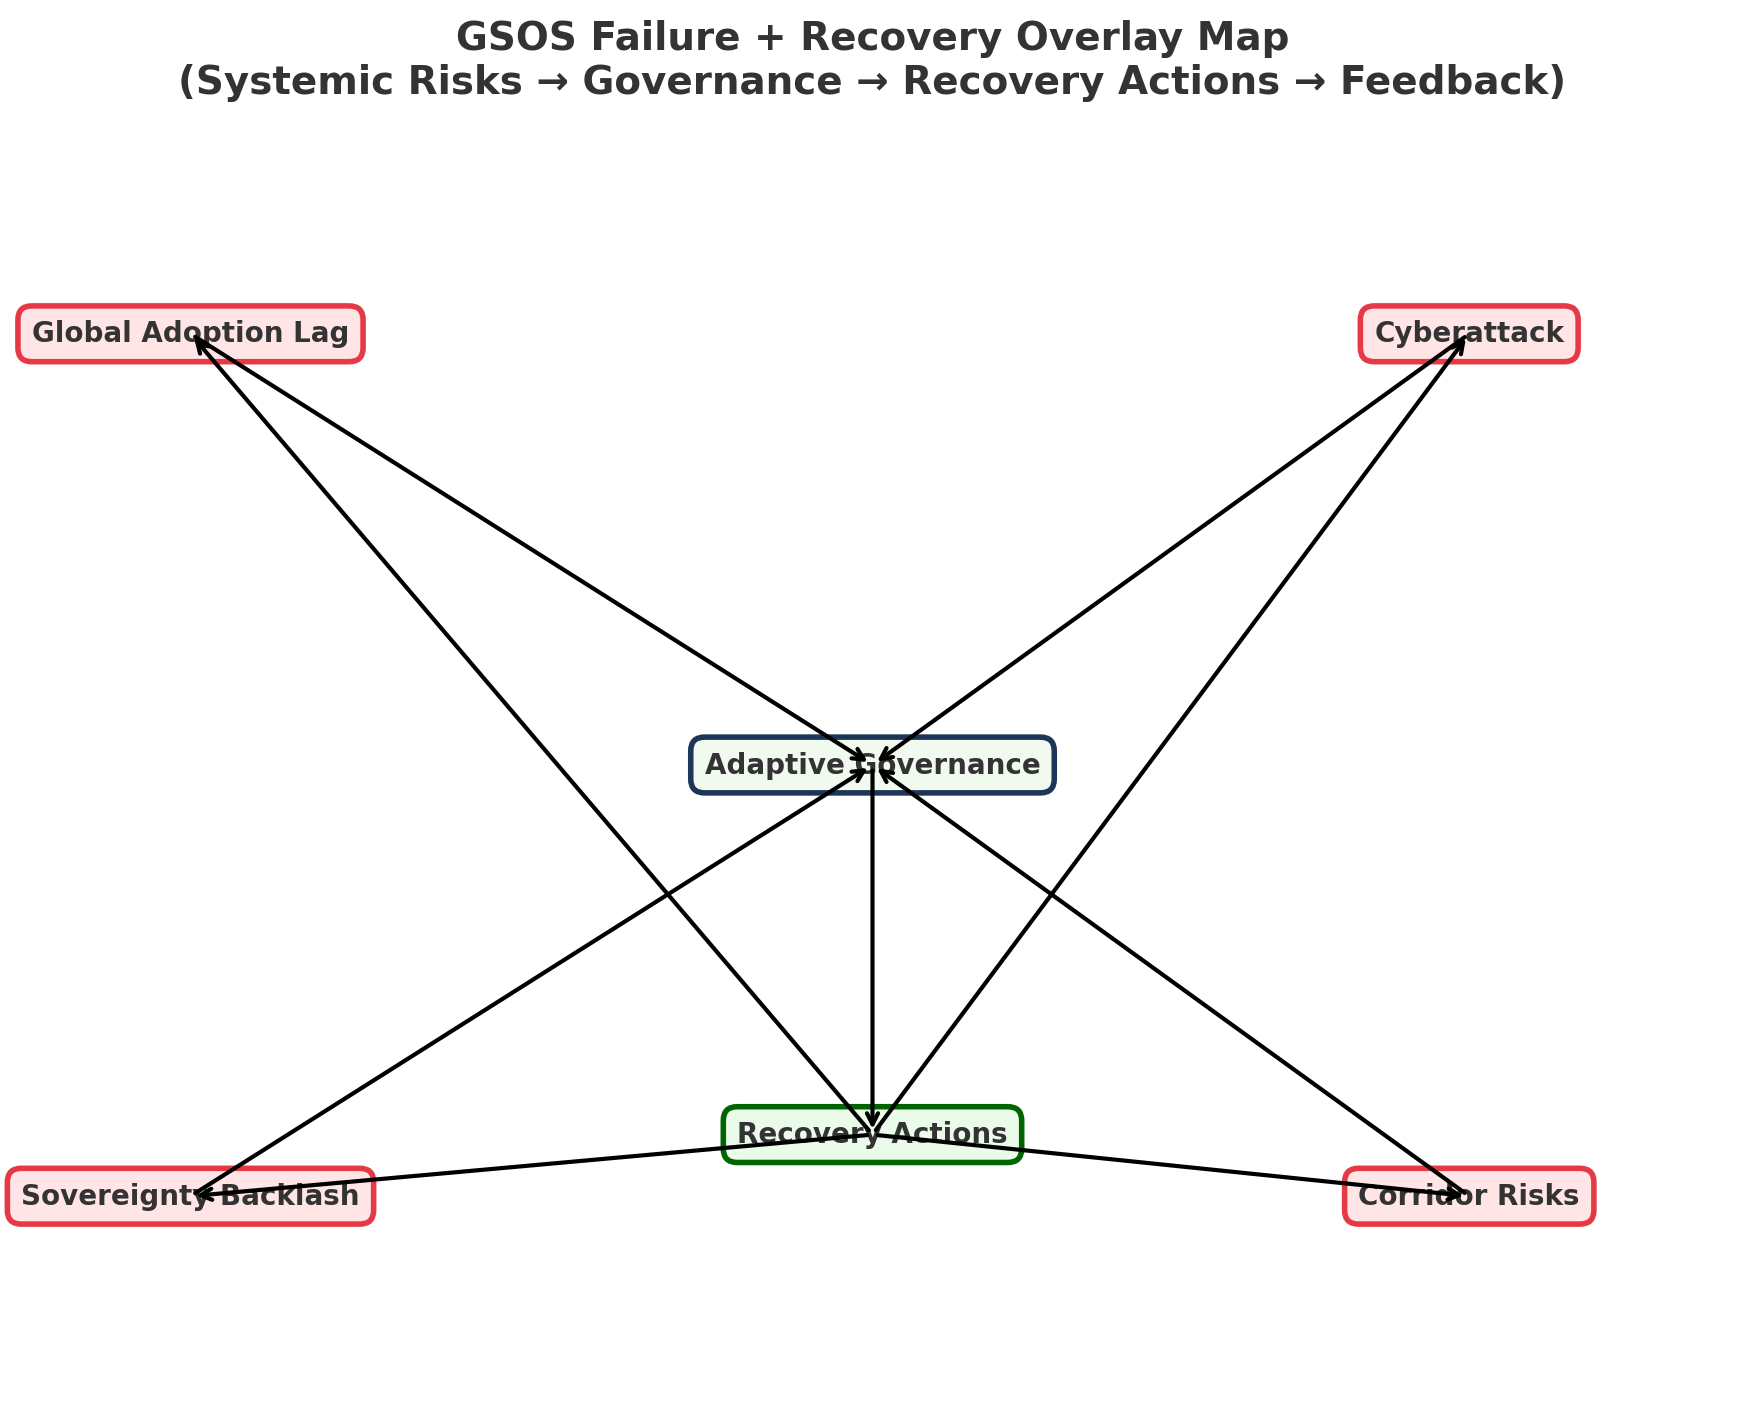 GSOS Failure + Recovery Overlay Map
(Systemic Risks → Governance → Recovery Actions → Feedback)
Global Adoption Lag
Cyberattack
Adaptive Governance
Recovery Actions
Sovereignty Backlash
Corridor Risks